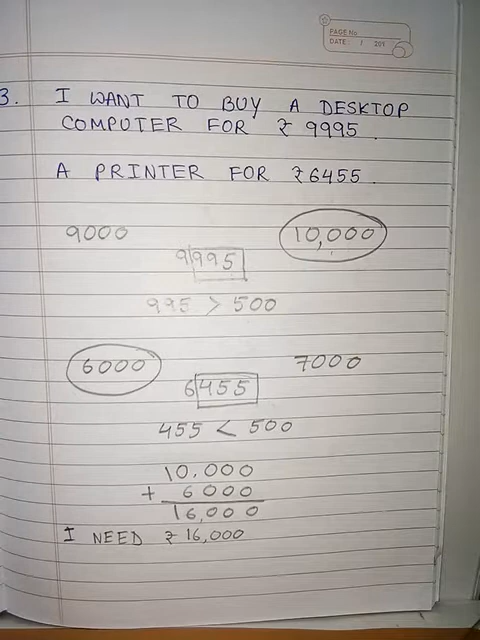 PAGE No
DATE / 201
3. I WANT TO BUY A DESKTOP
COMPUTER FOR ₹ 9995.
A PRINTER FOR ₹6455.
9000 10,000
9995
995 > 500
6000 7000
6455
455 < 500
10,000
+ 6000
16,000
I NEED ₹ 16,000